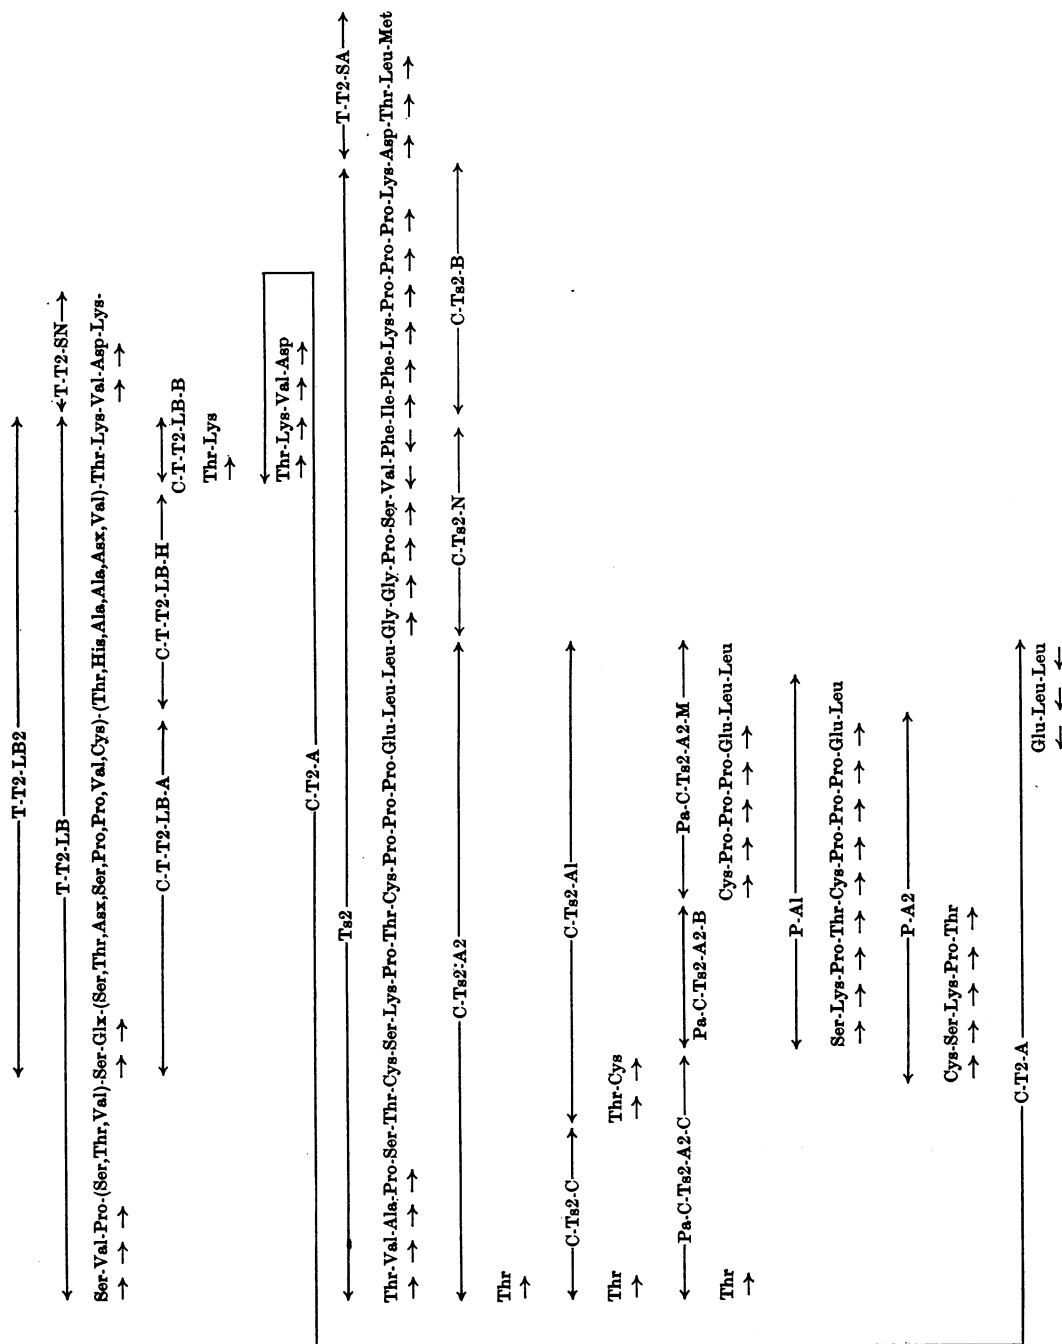 T-T2-LB2
T-T2-LB
T-T2-SN
Ser-Val-Pro-(Ser,Thr,Val)-Ser-Glx-(Ser,Thr,Asx,Ser,Pro,Pro,Val,Cys)-(Thr,His,Ala,Ala,Asx,Val)-Thr-Lys-Val-Asp-Lys-
C-T-T2-LB-A
C-T-T2-LB-H
C-T-T2-LB-B
Thr-Lys
Thr-Lys-Val-Asp
C-T2-A
Ts2
T-T2-SA
Thr-Val-Ala-Pro-Ser-Thr-Cys-Ser-Lys-Pro-Thr-Cys-Pro-Pro-Pro-Glu-Leu-Leu-Gly-Gly-Pro-Ser-Val-Phe-Ile-Phe-Lys-Pro-Pro-Pro-Lys-Asp-Thr-Leu-Met
C-Ts2-A2
C-Ts2-N
C-Ts2-B
Thr
C-Ts2-C
C-Ts2-Al
Thr
Thr-Cys
Pa-C-Ts2-A2-C
Pa-C-Ts2-A2-B
Pa-C-Ts2-A2-M
Thr
Cys-Pro-Pro-Pro-Glu-Leu-Leu
P-Al
Ser-Lys-Pro-Thr-Cys-Pro-Pro-Pro-Glu-Leu
P-A2
Cys-Ser-Lys-Pro-Thr
C-T2-A
Glu-Leu-Leu